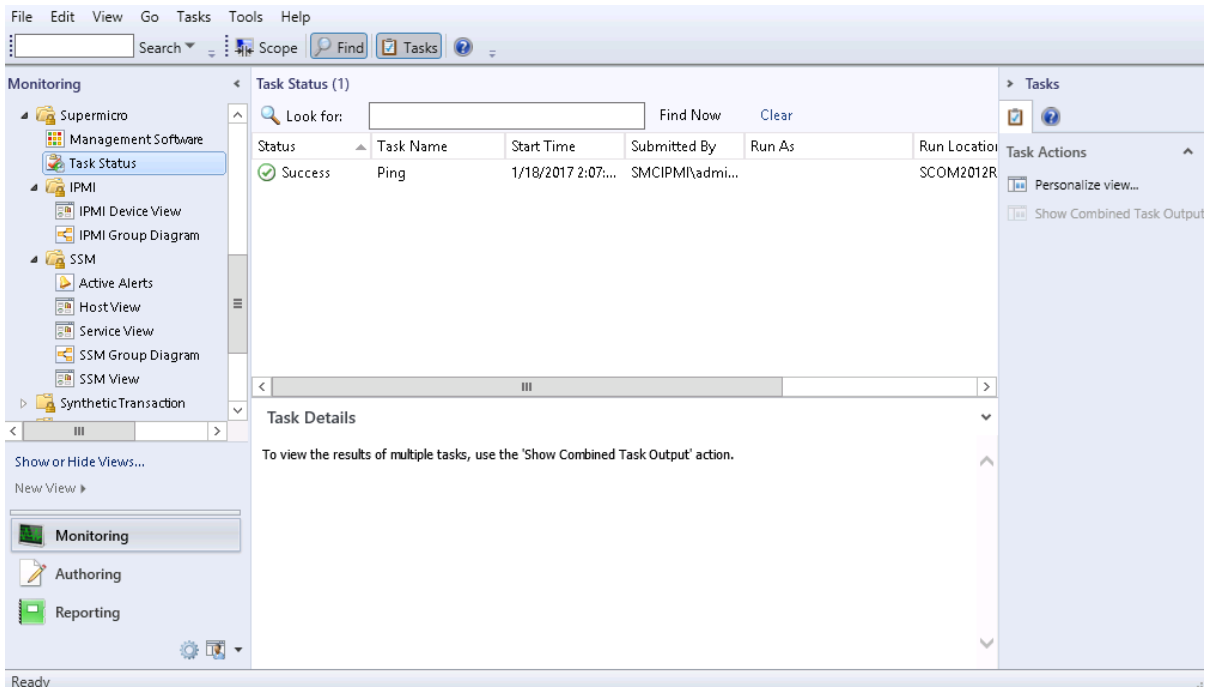 File Edit View Go Tasks Tools Help
Search Scope Find Tasks
Monitoring
Supermicro
Management Software
Task Status
IPMI
IPMI Device View
IPMI Group Diagram
SSM
Active Alerts
Host View
Service View
SSM Group Diagram
SSM View
Synthetic Transaction
Show or Hide Views...
New View
Monitoring
Authoring
Reporting
Task Status (1)
Look for: Find Now Clear
Status Task Name Start Time Submitted By Run As Run Location
Success Ping 1/18/2017 2:07:... SMCIPMI\admi... SCOM2012R
Task Details
To view the results of multiple tasks, use the 'Show Combined Task Output' action.
Tasks
Task Actions
Personalize view...
Show Combined Task Output
Ready